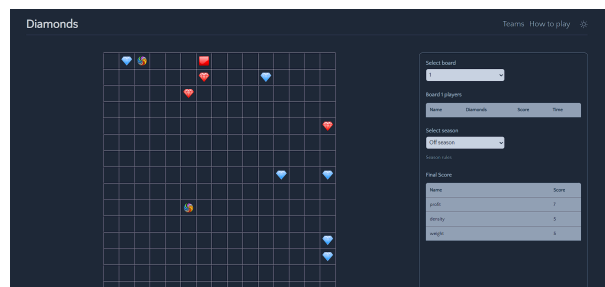 Diamonds
Teams How to play
Select board
1
Board 1 players
Name Diamonds Score Time
Select season
Off season
Season rules
Final Score
Name Score
profit 7
density 5
weight